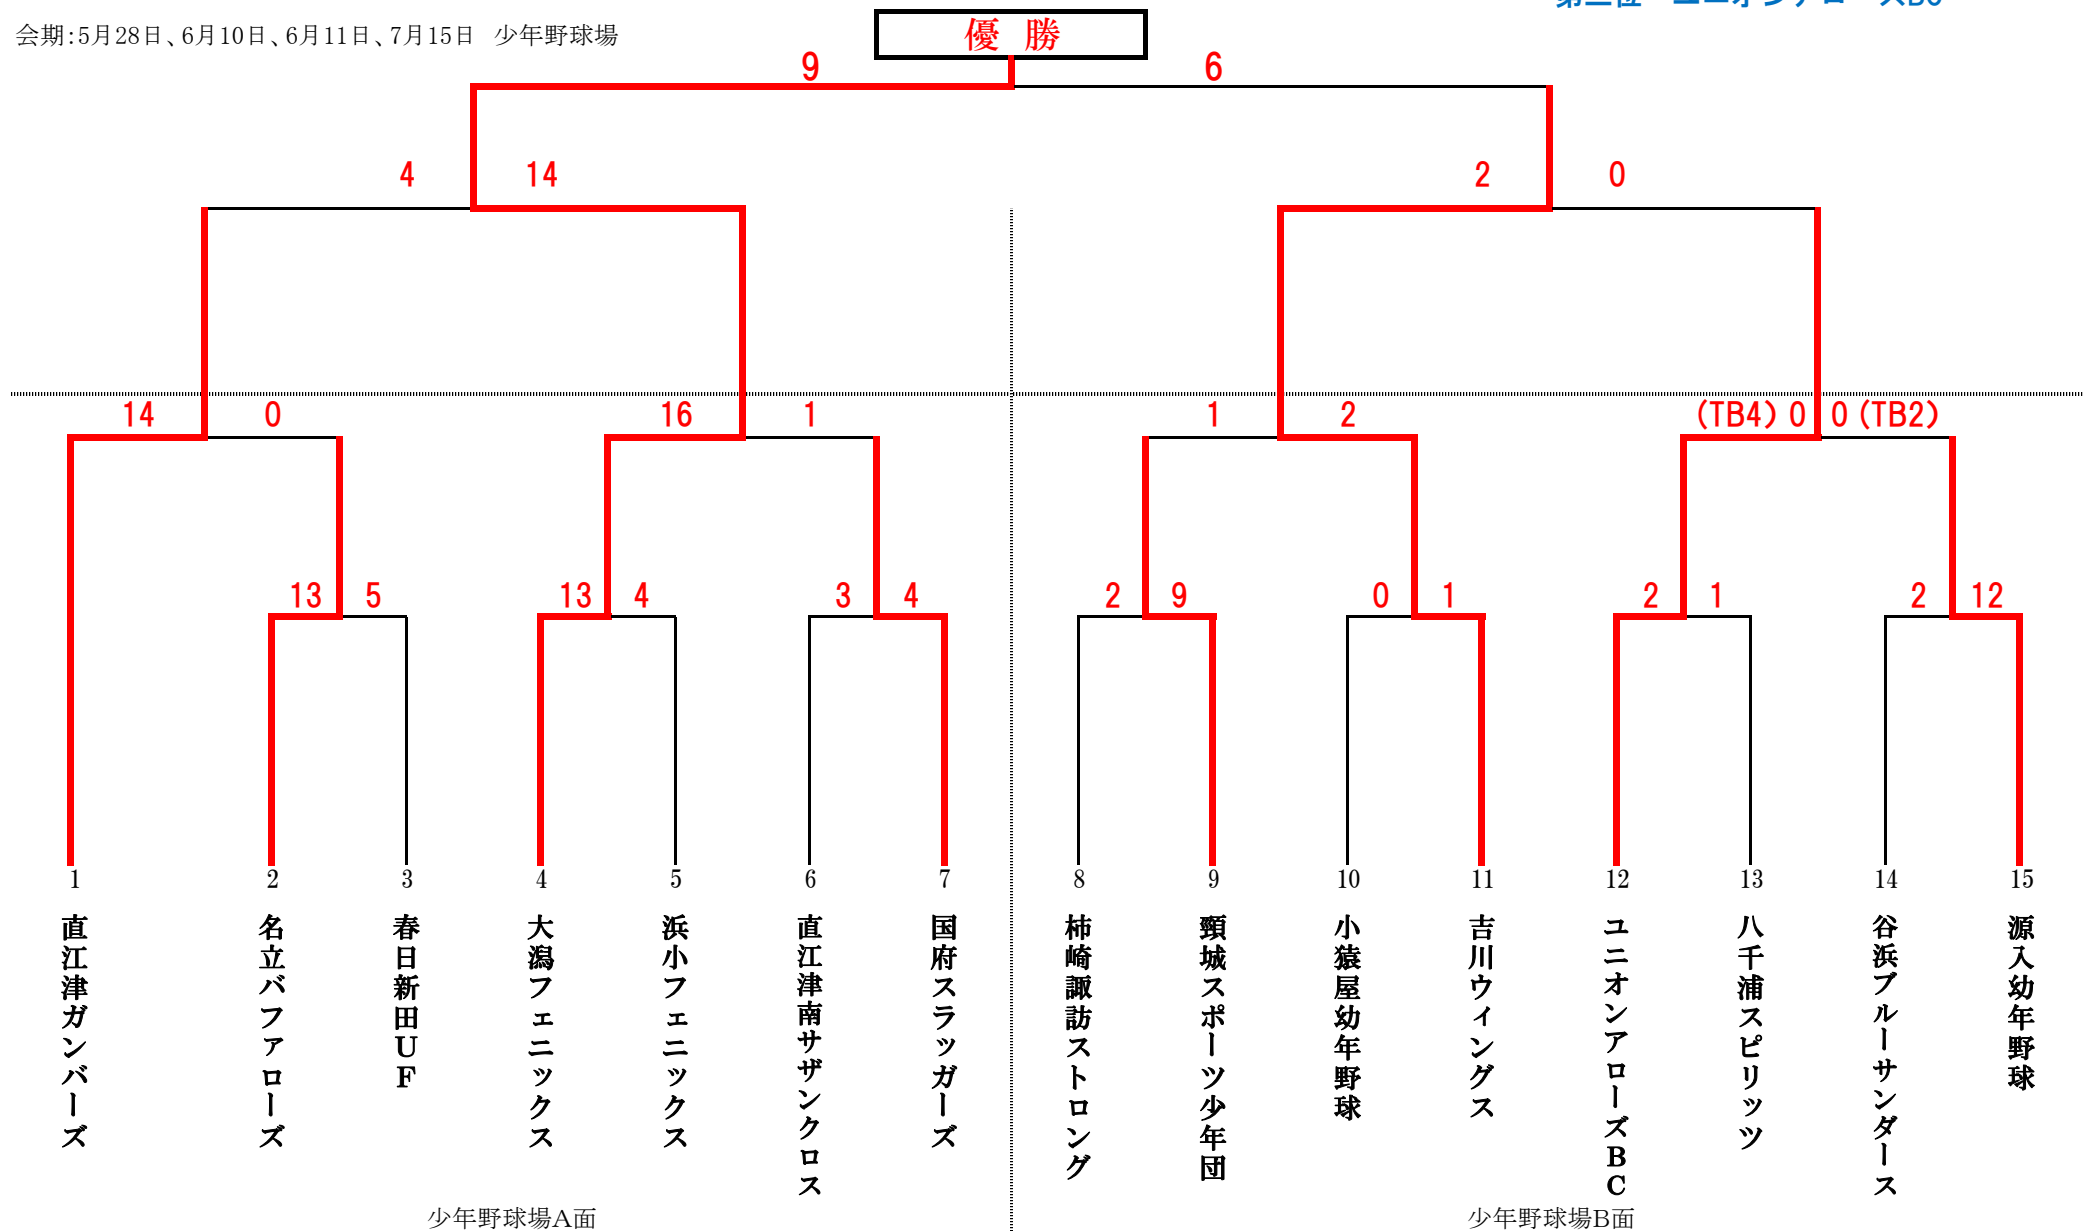 会期：5月28日、6月10日、6月11日、7月15日　少年野球場
優　勝
9　6
4　14　2　0
14　0　16　1　1　2　(TB4) 0　0 (TB2)
13　5　13　4　3　4　2　9　0　1　2　1　2　12
1　2　3　4　5　6　7　8　9　10　11　12　13　14　15
直江津ガンバーズ
名立バファローズ
春日新田UF
大潟フェニックス
浜小フェニックス
直江津南サザンクロス
国府スラッガーズ
柿崎諏訪ストロング
頸城スポーツ少年団
小猿屋幼年野球
吉川ウィングス
ユニオンアローズBC
八千浦スピリッツ
谷浜ブルーサンダース
源入幼年野球
少年野球場A面　少年野球場B面